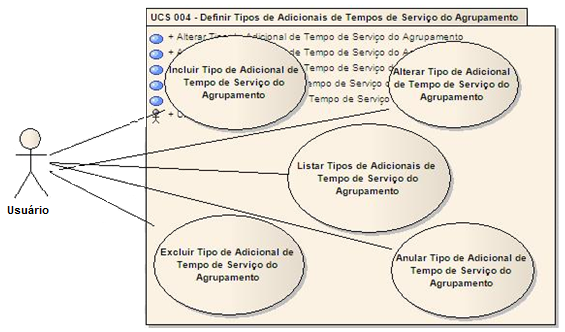 UCS 004 - Definir Tipos de Adicionais de Tempos de Serviço do Agrupamento
+ Alterar Adicional de Tempo de Serviço do Agrupamento
Incluir Tipo de Adicional de
Tempo de Serviço do
Agrupamento
Alterar Tipo de Adicional
de Tempo de Serviço do
Agrupamento
Listar Tipos de Adicionais de
Tempo de Serviço do
Agrupamento
Usuário
Excluir Tipo de Adicional de
Tempo de Serviço do
Agrupamento
Anular Tipo de Adicional de
Tempo de Serviço do
Agrupamento